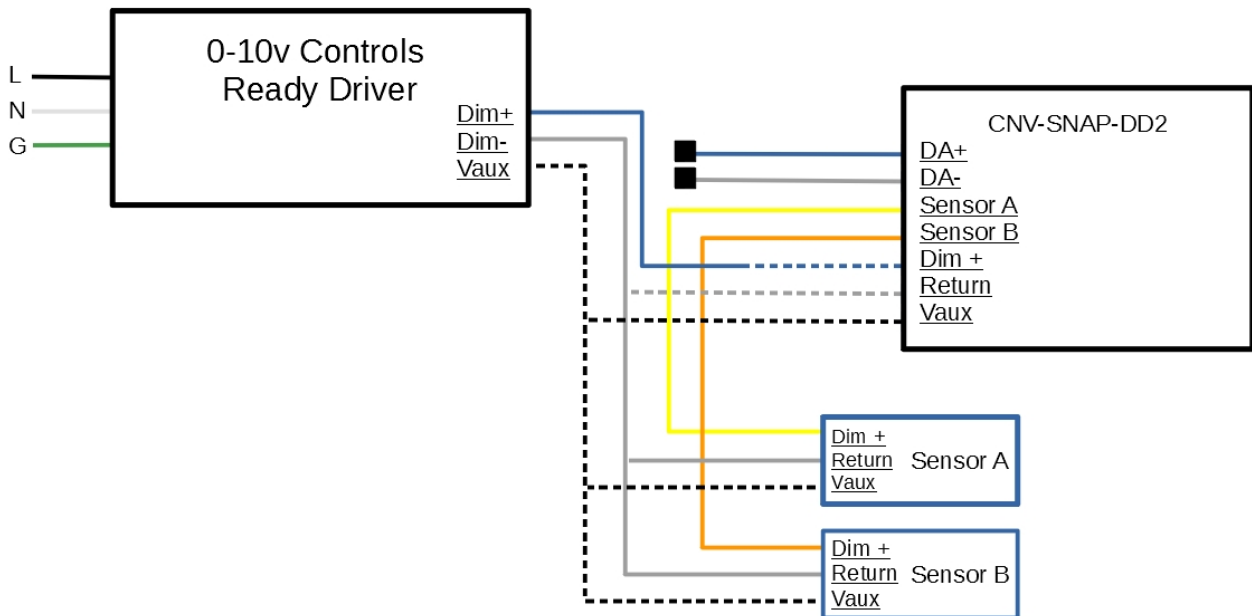 0-10v Controls
Ready Driver
L
N
G
Dim+
Dim-
Vaux
CNV-SNAP-DD2
DA+
DA-
Sensor A
Sensor B
Dim +
Return
Vaux
Dim +
Return
Vaux
Sensor A
Dim +
Return
Vaux
Sensor B